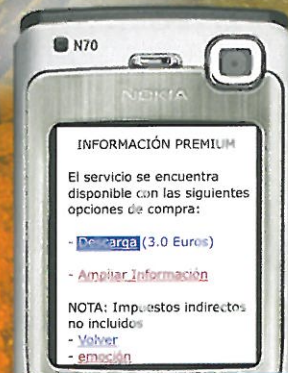 N70
NOKIA
INFORMACIÓN PREMIUM
El servicio se encuentra
disponible con las siguientes
opciones de compra:
- Descarga (3.0 Euros)
- Ampliar Información
NOTA: Impuestos indirectos
no incluidos
- Volver
- emoción